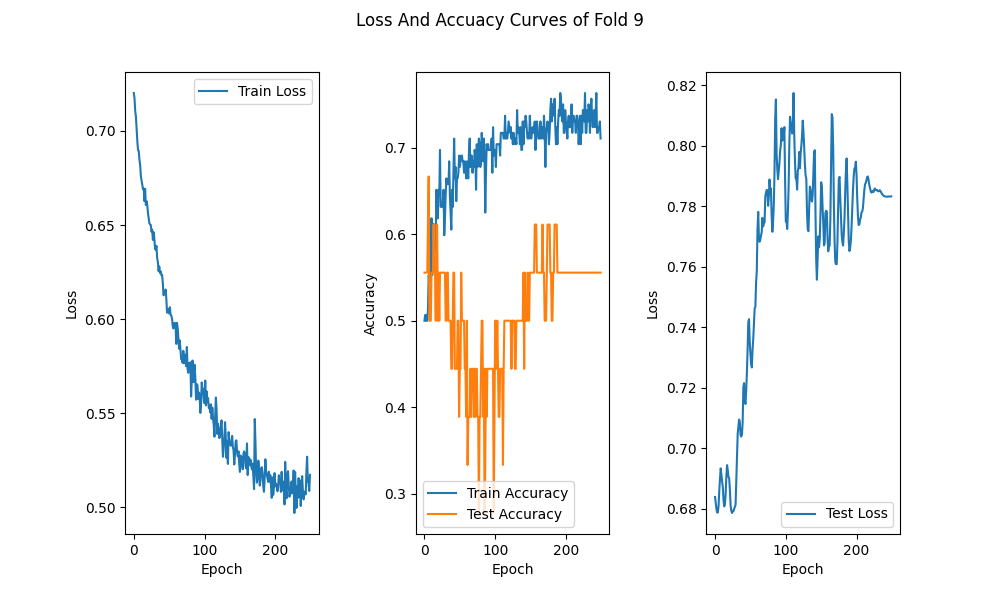 Loss And Accuacy Curves of Fold 9
Train Loss
0.70
0.65
0.60
0.55
0.50
Loss
0
100
200
Epoch
0.7
0.6
0.5
0.4
0.3
Accuracy
Train Accuracy
Test Accuracy
0
100
200
Epoch
0.82
0.80
0.78
0.76
0.74
0.72
0.70
0.68
Loss
Test Loss
0
100
200
Epoch